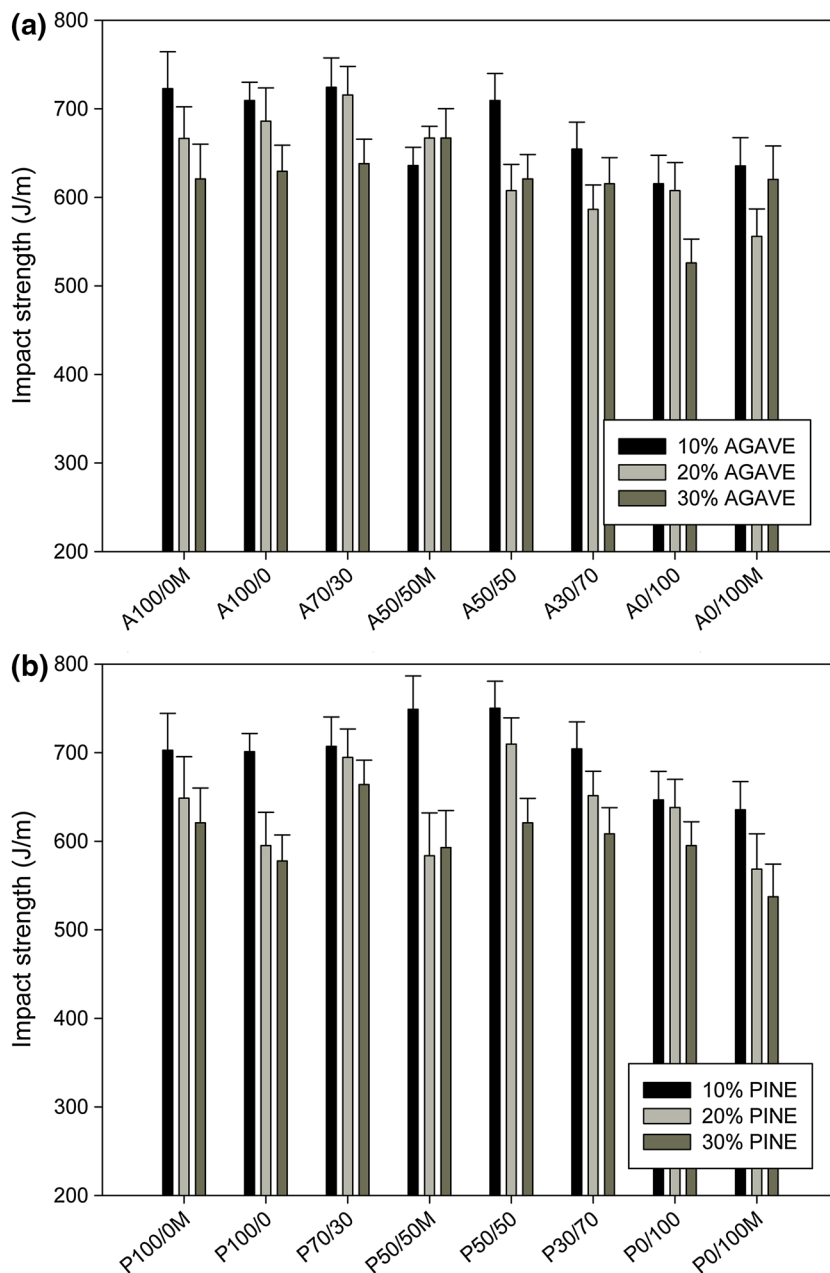 (a)
800
700
600
500
400
300
200
Impact strength (J/m)
10% AGAVE
20% AGAVE
30% AGAVE
A100/0M
A100/0
A70/30
A50/50M
A50/50
A30/70
A0/100
A0/100M
(b)
800
700
600
500
400
300
200
Impact strength (J/m)
10% PINE
20% PINE
30% PINE
P100/0M
P100/0
P70/30
P50/50M
P50/50
P30/70
P0/100
P0/100M